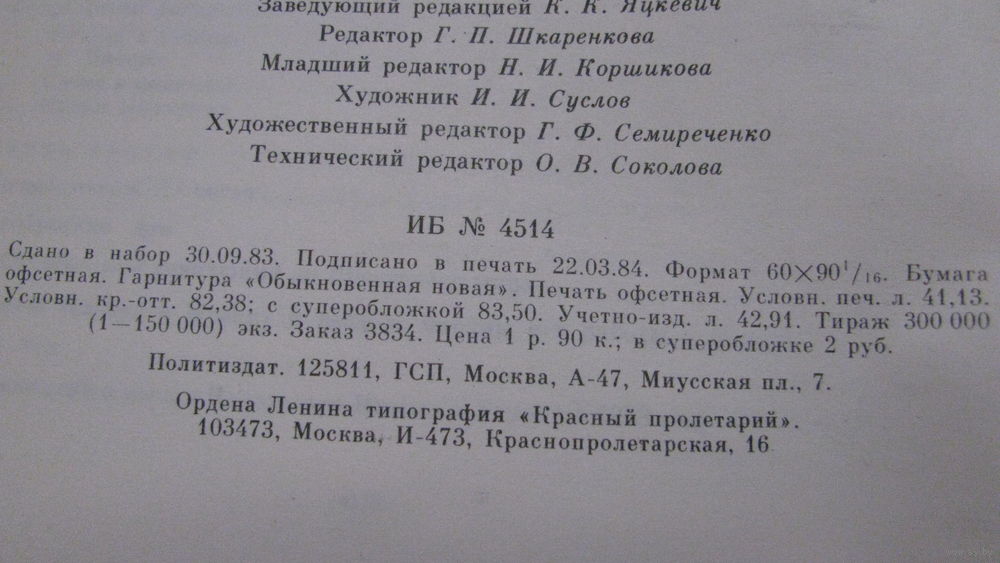 Заведующий редакцией К. К. Яцкевич
Редактор Г. П. Шкаренкова
Младший редактор Н. И. Коршикова
Художник И. И. Суслов
Художественный редактор Г. Ф. Семиреченко
Технический редактор О. В. Соколова
ИБ № 4514
Сдано в набор 30.09.83. Подписано в печать 22.03.84. Формат 60×90¹/₁₆. Бумага
офсетная. Гарнитура «Обыкновенная новая». Печать офсетная. Условн. печ. л. 41,13.
Условн. кр.-отт. 82,38; с суперобложкой 83,50. Учетно-изд. л. 42,91. Тираж 300 000
(1—150 000) экз. Заказ 3834. Цена 1 р. 90 к.; в суперобложке 2 руб.
Политиздат. 125811, ГСП, Москва, А-47, Миусская пл., 7.
Ордена Ленина типография «Красный пролетарий».
103473, Москва, И-473, Краснопролетарская, 16